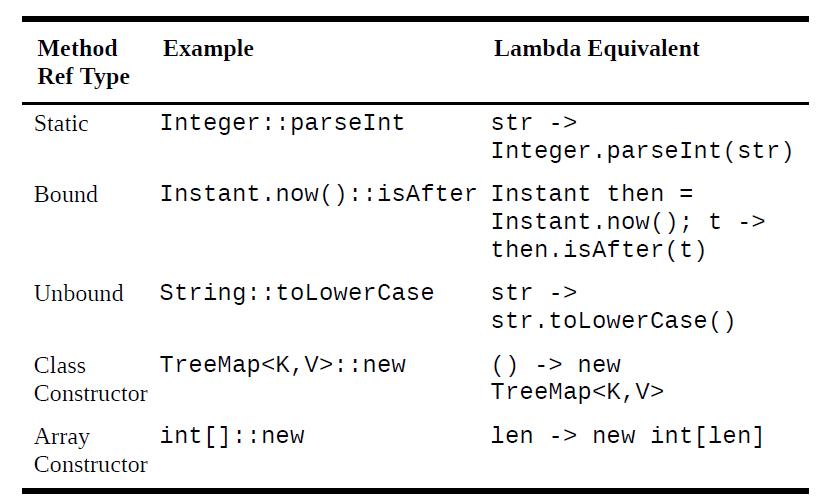 Method Example Lambda Equivalent
Ref Type
Static Integer::parseInt str ->
Integer.parseInt(str)
Bound Instant.now()::isAfter Instant then =
Instant.now(); t ->
then.isAfter(t)
Unbound String::toLowerCase str ->
str.toLowerCase()
Class TreeMap<K,V>::new () -> new
Constructor TreeMap<K,V>
Array int[]::new len -> new int[len]
Constructor